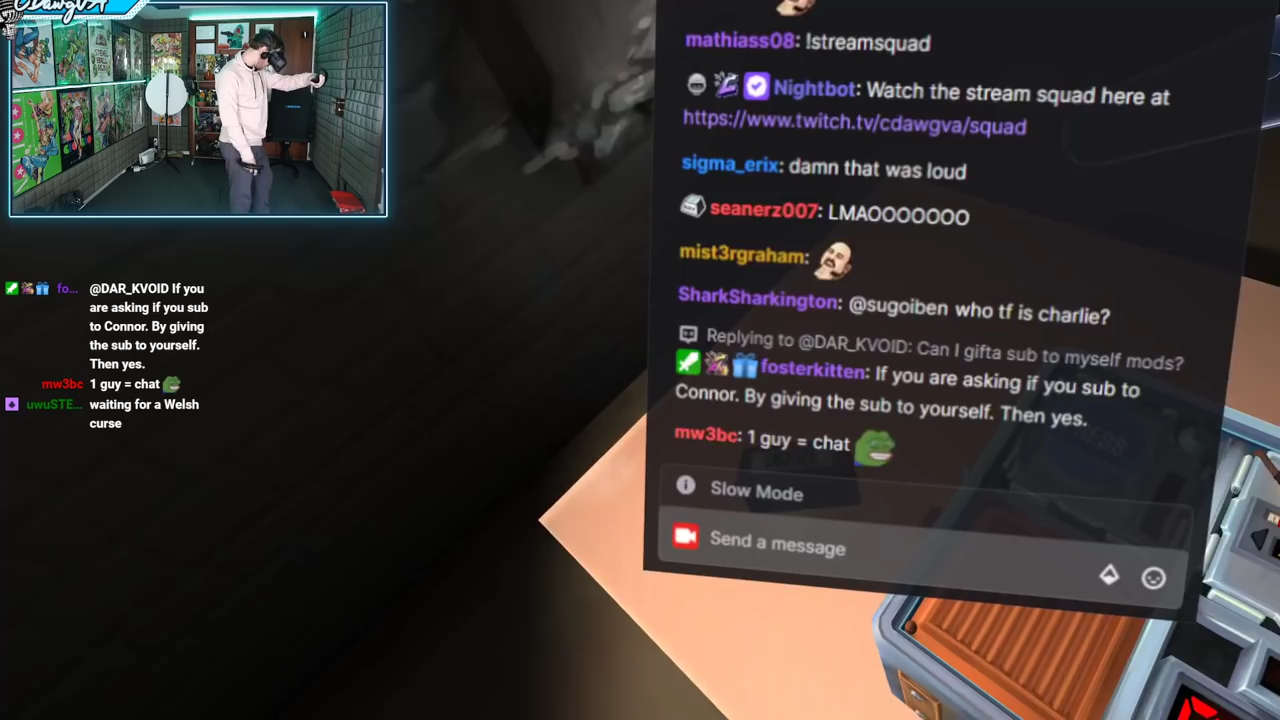 CDawgVA
mathiass08: !streamsquad
Nightbot: Watch the stream squad here at
https://www.twitch.tv/cdawgva/squad
sigma_erix: damn that was loud
seanerz007: LMAOOOOOOO
mist3rgraham:
SharkSharkington: @sugoiben who tf is charlie?
Replying to @DAR_KVOID: Can I gifta sub to myself mods?
fosterkitten: If you are asking if you sub to
Connor. By giving the sub to yourself. Then yes.
mw3bc: 1 guy = chat
Slow Mode
Send a message
fo... @DAR_KVOID If you
are asking if you sub
to Connor. By giving
the sub to yourself.
Then yes.
mw3bc 1 guy = chat
uwuSTE... waiting for a Welsh
curse